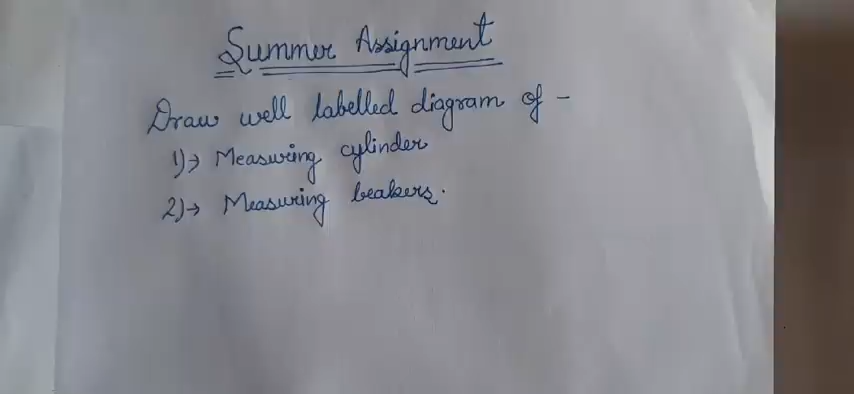 Summer Assignment
Draw well labelled diagram of -
1)→ Measuring cylinder
2)→ Measuring beakers.